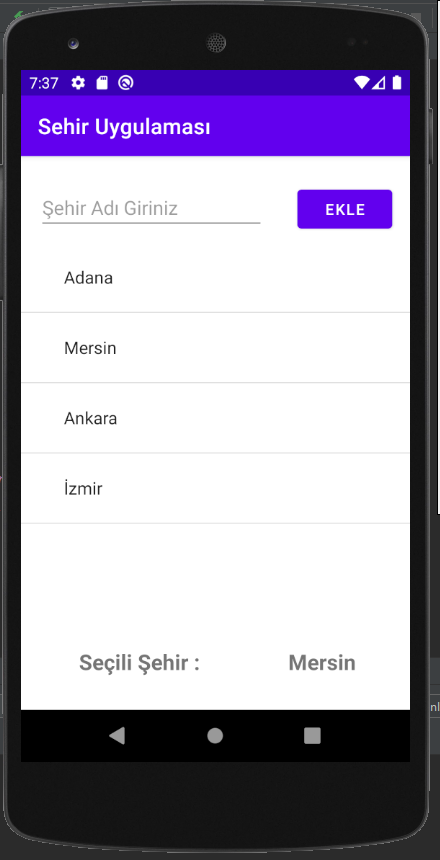 7:37
Sehir Uygulaması
Şehir Adı Giriniz
EKLE
Adana
Mersin
Ankara
İzmir
Seçili Şehir : Mersin